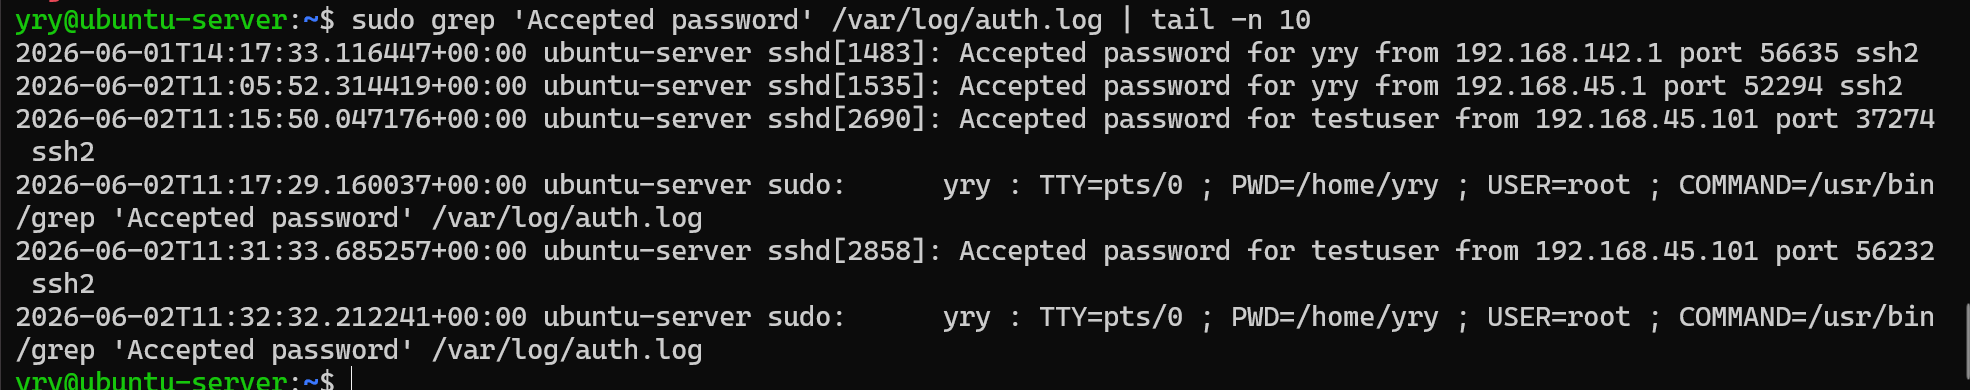 yry@ubuntu-server:~$ sudo grep 'Accepted password' /var/log/auth.log | tail -n 10
2026-06-01T14:17:33.116447+00:00 ubuntu-server sshd[1483]: Accepted password for yry from 192.168.142.1 port 56635 ssh2
2026-06-02T11:05:52.314419+00:00 ubuntu-server sshd[1535]: Accepted password for yry from 192.168.45.1 port 52294 ssh2
2026-06-02T11:15:50.047176+00:00 ubuntu-server sshd[2690]: Accepted password for testuser from 192.168.45.101 port 37274
 ssh2
2026-06-02T11:17:29.160037+00:00 ubuntu-server sudo:      yry : TTY=pts/0 ; PWD=/home/yry ; USER=root ; COMMAND=/usr/bin
/grep 'Accepted password' /var/log/auth.log
2026-06-02T11:31:33.685257+00:00 ubuntu-server sshd[2858]: Accepted password for testuser from 192.168.45.101 port 56232
 ssh2
2026-06-02T11:32:32.212241+00:00 ubuntu-server sudo:      yry : TTY=pts/0 ; PWD=/home/yry ; USER=root ; COMMAND=/usr/bin
/grep 'Accepted password' /var/log/auth.log
yry@ubuntu-server:~$